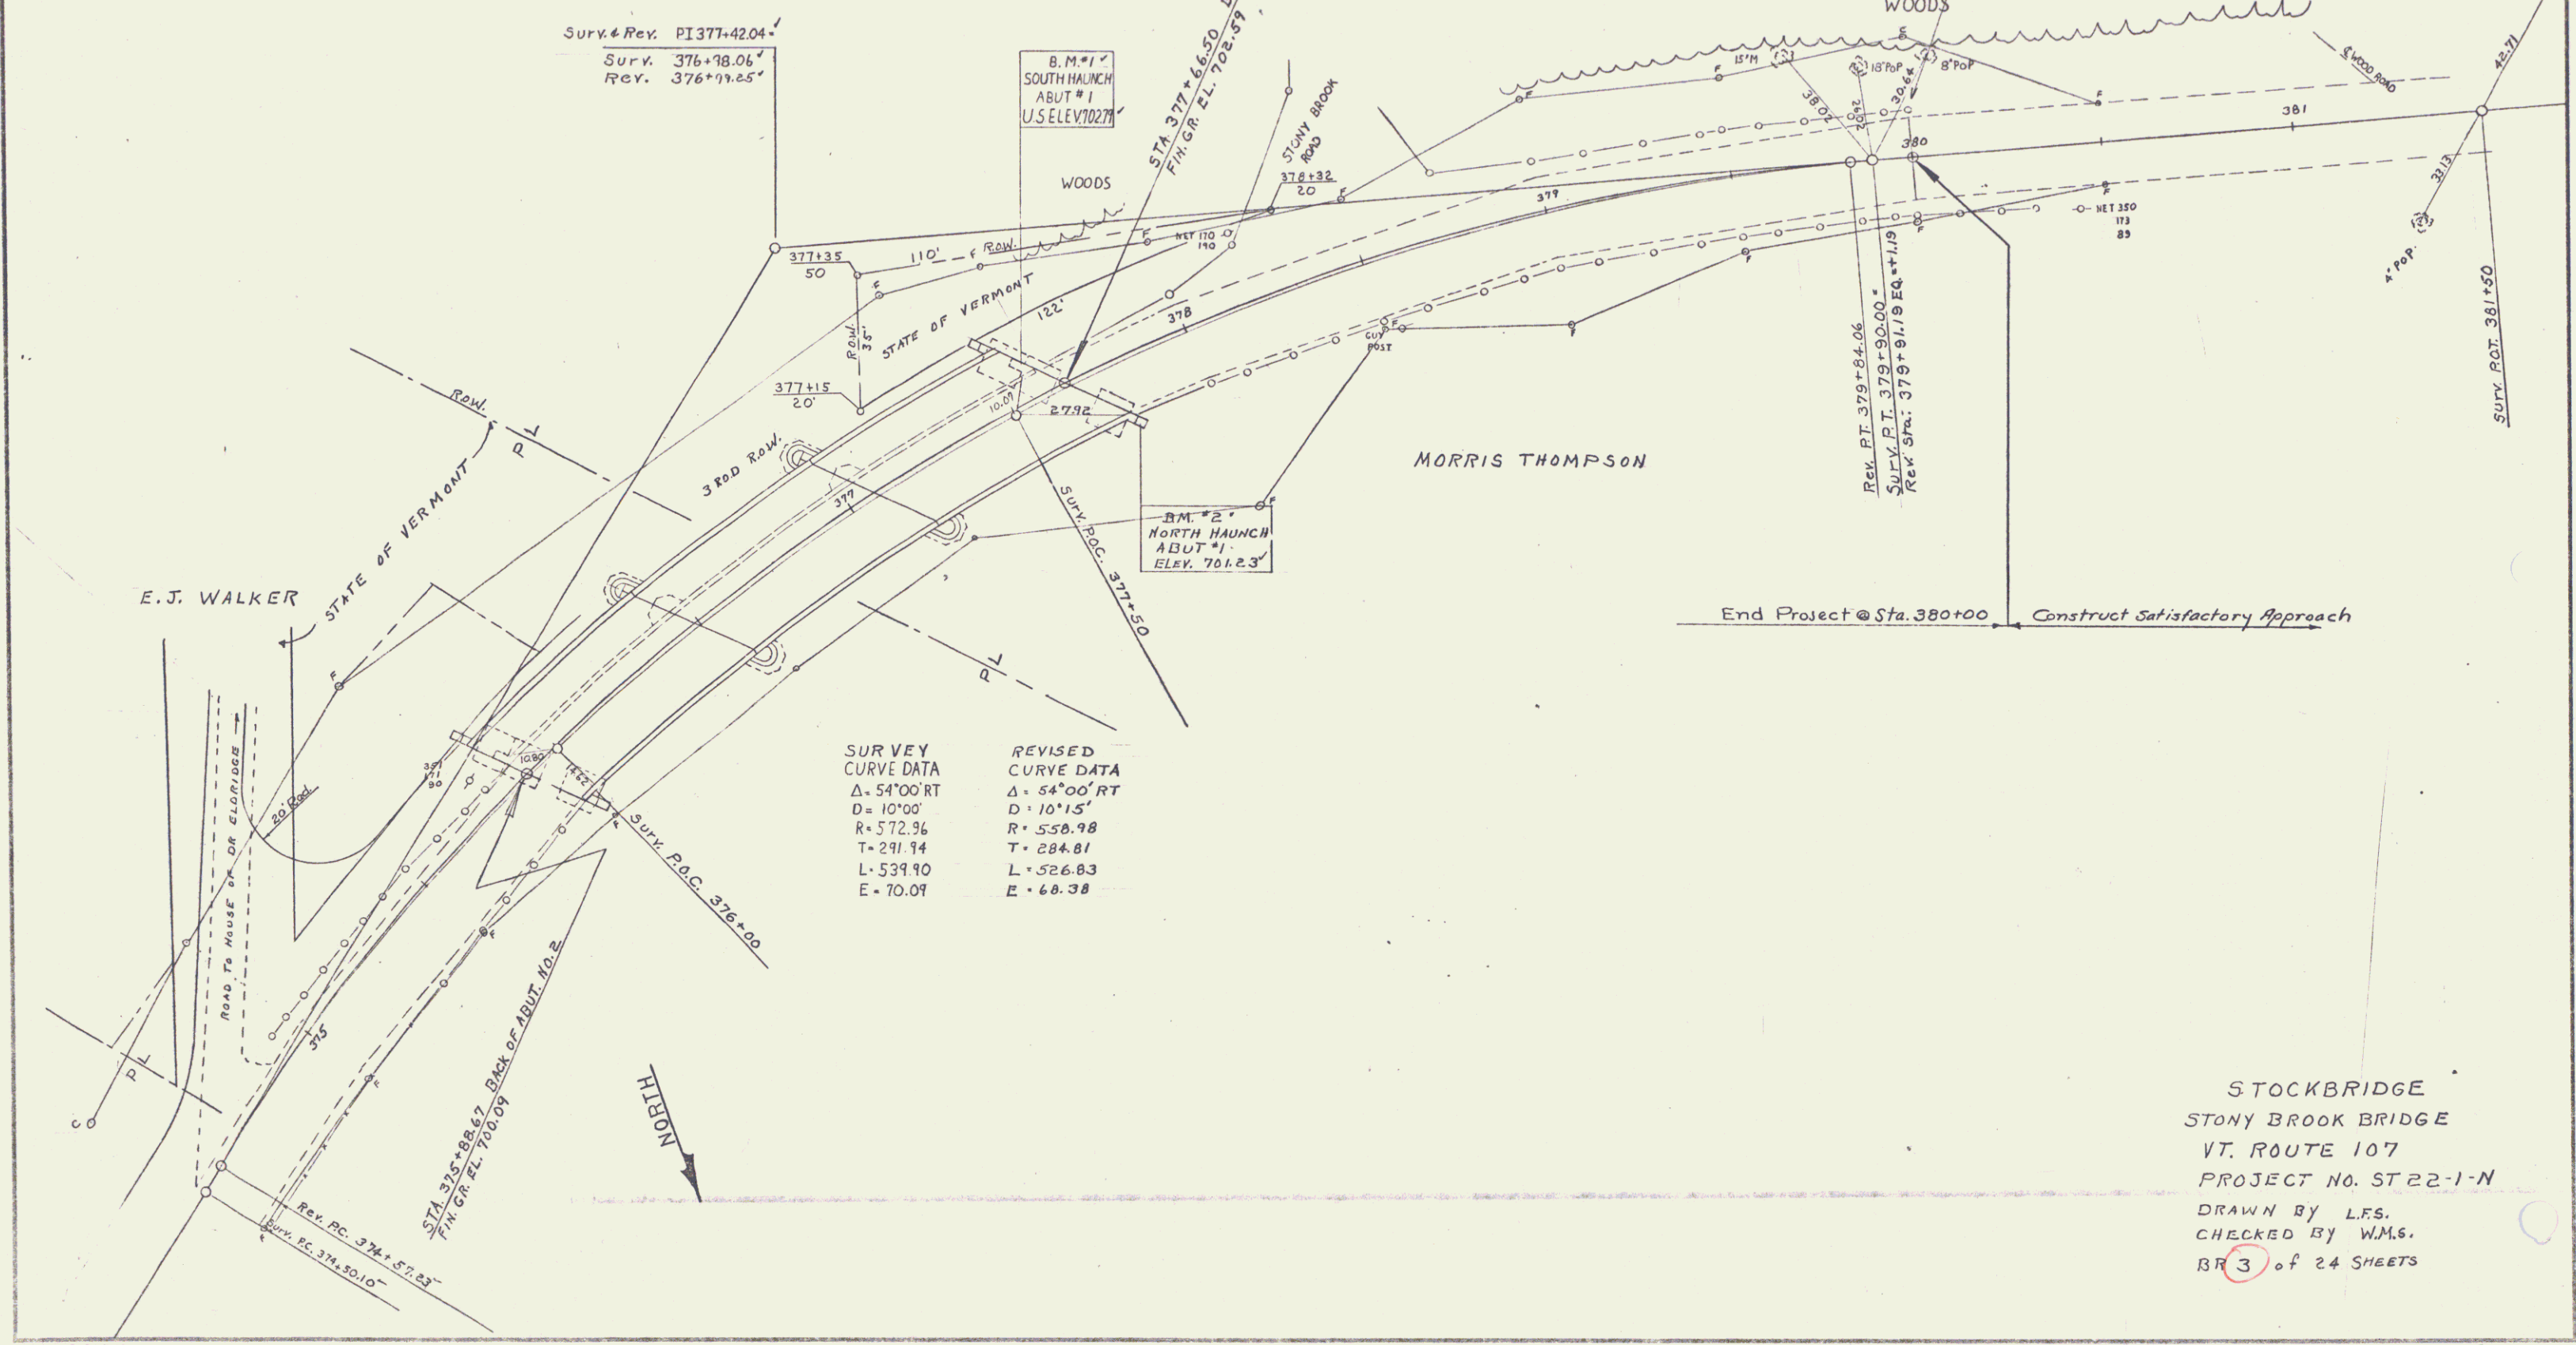 Surv. & Rev. PI 377+42.04
Surv. 376+98.06
Rev. 376+99.25
B.M. #1
SOUTH HAUNCH
ABUT #1
U.S ELEV. 702.79
STA. 377+66.50
FIN. GR. EL. 702.59
WOODS
STONY BROOK
ROAD
378+32
20
WOODS
15"M
18"POP
8"POP
38.02
26.02
30.64
₵ WOOD ROAD
42.71
33.13
4" POP.
381
380
379
378
377
375
NET 350
173
89
NET 170
190
377+35
50
110'
R.O.W.
R.O.W.
35'
STATE OF VERMONT
122'
377+15
20'
10.09
27.92
GUY
POST
MORRIS THOMPSON
B.M. #2
NORTH HAUNCH
ABUT #1
ELEV. 701.23
Surv. P.O.C. 377+50
Rev. P.T. 379+84.06
Surv. P.T. 379+90.00 =
Rev. Sta. 379+91.19 EQ.=+1.19
Surv. P.O.T. 381+50
End Project @ Sta. 380+00
Construct Satisfactory Approach
R.O.W.
P L
3 ROD R.O.W.
STATE OF VERMONT
E. J. WALKER
P L
ROAD TO HOUSE OF DR ELDRIDGE
20' Rad.
10.80
14.62
Surv. P.O.C. 376+00
SURVEY
CURVE DATA
Δ = 54°00' RT
D = 10°00'
R = 572.96
T = 291.94
L = 539.90
E = 70.09
REVISED
CURVE DATA
Δ = 54°00' RT
D = 10°15'
R = 558.98
T = 284.81
L = 526.83
E = 68.38
P L
STA. 375+88.67 BACK OF ABUT. NO. 2
FIN. GR. EL. 700.09
Rev. P.C. 374+57.23
Surv. P.C. 374+50.10
NORTH
STOCKBRIDGE
STONY BROOK BRIDGE
VT. ROUTE 107
PROJECT NO. ST 22-1-N
DRAWN BY L.F.S.
CHECKED BY W.M.S.
BR 3 of 24 SHEETS